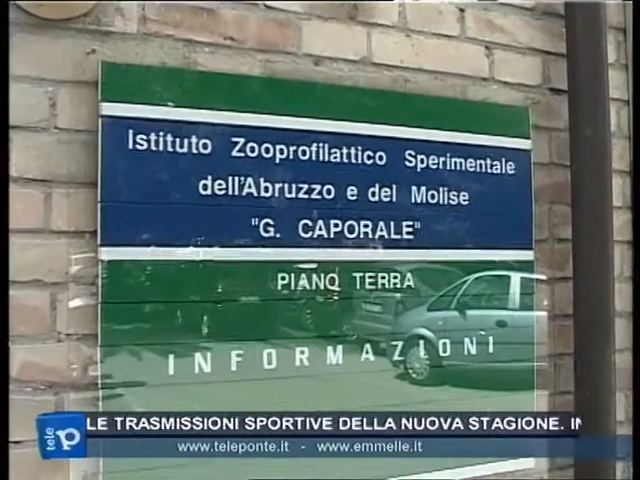 Istituto Zooprofilattico Sperimentale
dell'Abruzzo e del Molise
"G. CAPORALE"
PIANO TERRA
INFORMAZIONI
tele p LE TRASMISSIONI SPORTIVE DELLA NUOVA STAGIONE. IN
www.teleponte.it - www.emmelle.it